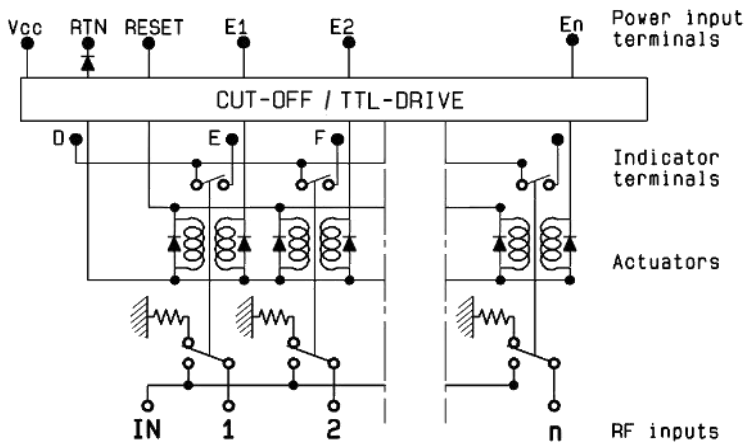 Vcc RTN RESET E1 E2 En Power input
terminals
CUT-OFF / TTL-DRIVE
D E F
Indicator
terminals
Actuators
IN 1 2 n RF inputs